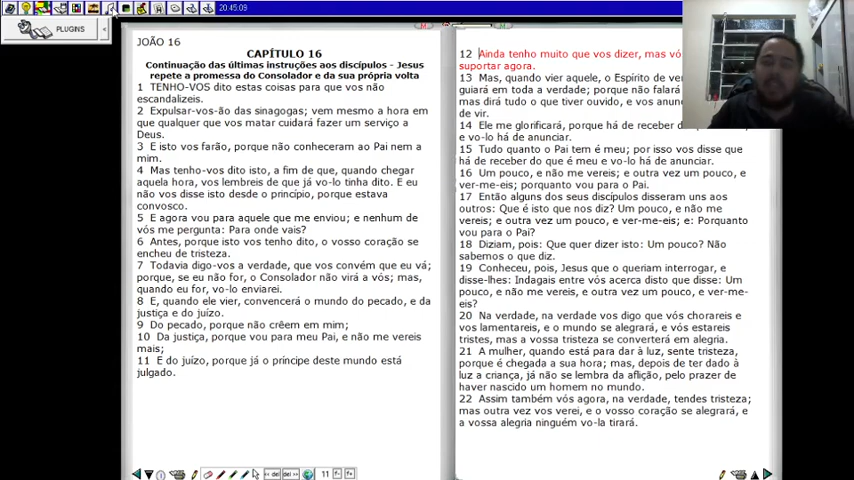 20:45:09
PLUGINS
JOÃO 16
CAPÍTULO 16
Continuação das últimas instruções aos discípulos - Jesus
repete a promessa do Consolador e da sua própria volta
1 TENHO-VOS dito estas coisas para que vos não
escandalizeis.
2 Expulsar-vos-ão das sinagogas; vem mesmo a hora em
que qualquer que vos matar cuidará fazer um serviço a
Deus.
3 E isto vos farão, porque não conheceram ao Pai nem a
mim.
4 Mas tenho-vos dito isto, a fim de que, quando chegar
aquela hora, vos lembreis de que já vo-lo tinha dito. E eu
não vos disse isto desde o princípio, porque estava
convosco.
5 E agora vou para aquele que me enviou; e nenhum de
vós me pergunta: Para onde vais?
6 Antes, porque isto vos tenho dito, o vosso coração se
encheu de tristeza.
7 Todavia digo-vos a verdade, que vos convém que eu vá;
porque, se eu não for, o Consolador não virá a vós; mas,
quando eu for, vo-lo enviarei.
8 E, quando ele vier, convencerá o mundo do pecado, e da
justiça e do juízo.
9 Do pecado, porque não crêem em mim;
10 Da justiça, porque vou para meu Pai, e não me vereis
mais;
11 E do juízo, porque já o príncipe deste mundo está
julgado.
12 Ainda tenho muito que vos dizer, mas vós
suportar agora.
13 Mas, quando vier aquele, o Espírito de
guiará em toda a verdade; porque não falará
mas dirá tudo o que tiver ouvido, e vos
de vir.
14 Ele me glorificará, porque há de receber
e vo-lo há de anunciar.
15 Tudo quanto o Pai tem é meu; por isso vos disse que
há de receber do que é meu e vo-lo há de anunciar.
16 Um pouco, e não me vereis; e outra vez um pouco, e
ver-me-eis; porquanto vou para o Pai.
17 Então alguns dos seus discípulos disseram uns aos
outros: Que é isto que nos diz? Um pouco, e não me
vereis; e outra vez um pouco, e ver-me-eis; e: Porquanto
vou para o Pai?
18 Diziam, pois: Que quer dizer isto: Um pouco? Não
sabemos o que diz.
19 Conheceu, pois, Jesus que o queriam interrogar, e
disse-lhes: Indagais entre vós acerca disto que disse: Um
pouco, e não me vereis, e outra vez um pouco, e ver-me-
eis?
20 Na verdade, na verdade vos digo que vós chorareis e
vos lamentareis, e o mundo se alegrará, e vós estareis
tristes, mas a vossa tristeza se converterá em alegria.
21 A mulher, quando está para dar à luz, sente tristeza,
porque é chegada a sua hora; mas, depois de ter dado à
luz a criança, já não se lembra da aflição, pelo prazer de
haver nascido um homem no mundo.
22 Assim também vós agora, na verdade, tendes tristeza;
mas outra vez vos verei, e o vosso coração se alegrará, e
a vossa alegria ninguém vo-la tirará.
<< del del >> 11